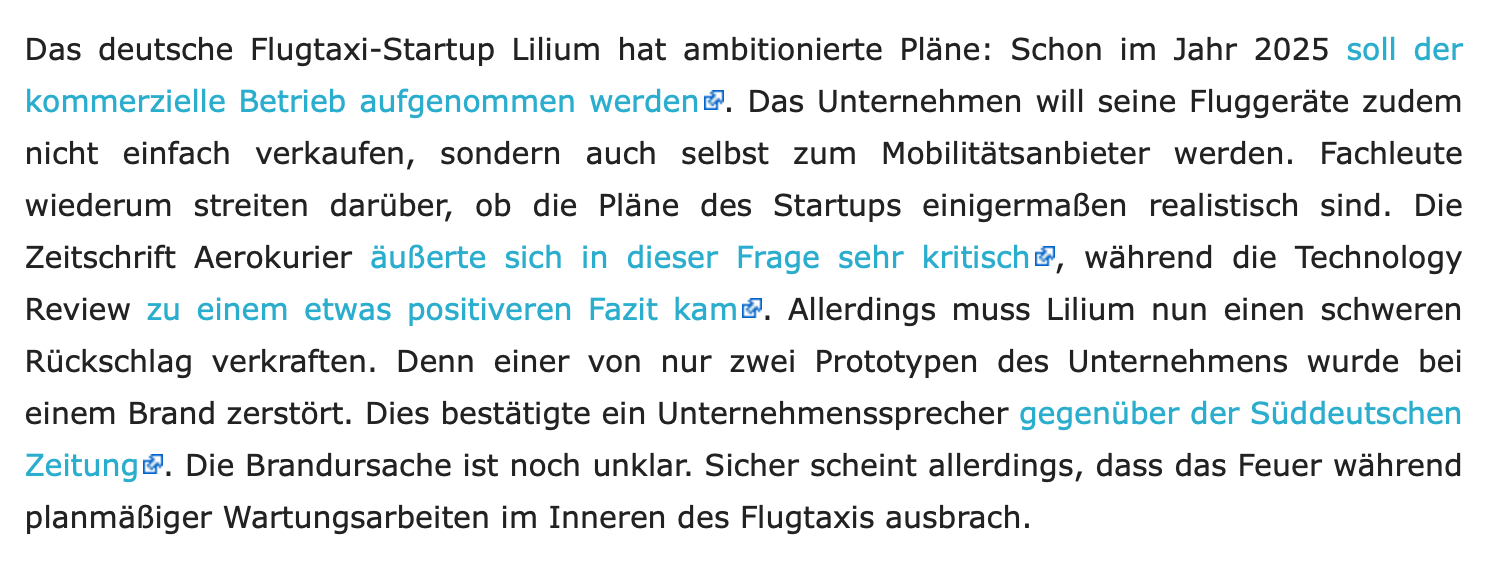 Das deutsche Flugtaxi-Startup Lilium hat ambitionierte Pläne: Schon im Jahr 2025 soll der
kommerzielle Betrieb aufgenommen werden. Das Unternehmen will seine Fluggeräte zudem
nicht einfach verkaufen, sondern auch selbst zum Mobilitätsanbieter werden. Fachleute
wiederum streiten darüber, ob die Pläne des Startups einigermaßen realistisch sind. Die
Zeitschrift Aerokurier äußerte sich in dieser Frage sehr kritisch, während die Technology
Review zu einem etwas positiveren Fazit kam. Allerdings muss Lilium nun einen schweren
Rückschlag verkraften. Denn einer von nur zwei Prototypen des Unternehmens wurde bei
einem Brand zerstört. Dies bestätigte ein Unternehmenssprecher gegenüber der Süddeutschen
Zeitung. Die Brandursache ist noch unklar. Sicher scheint allerdings, dass das Feuer während
planmäßiger Wartungsarbeiten im Inneren des Flugtaxis ausbrach.